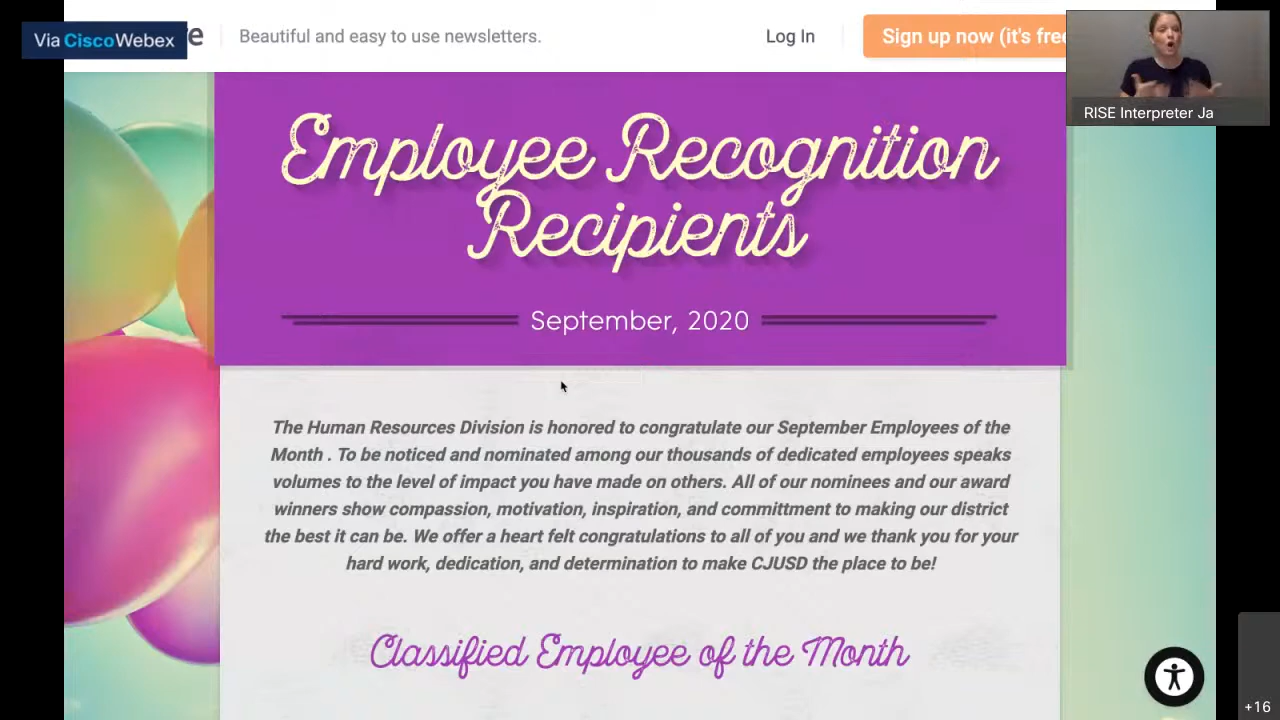 Via Cisco Webex
Beautiful and easy to use newsletters.
Log In
Sign up now (it's free
RISE Interpreter Ja
Employee Recognition
Recipients
September, 2020
The Human Resources Division is honored to congratulate our September Employees of the
Month . To be noticed and nominated among our thousands of dedicated employees speaks
volumes to the level of impact you have made on others. All of our nominees and our award
winners show compassion, motivation, inspiration, and committment to making our district
the best it can be. We offer a heart felt congratulations to all of you and we thank you for your
hard work, dedication, and determination to make CJUSD the place to be!
Classified Employee of the Month
+16